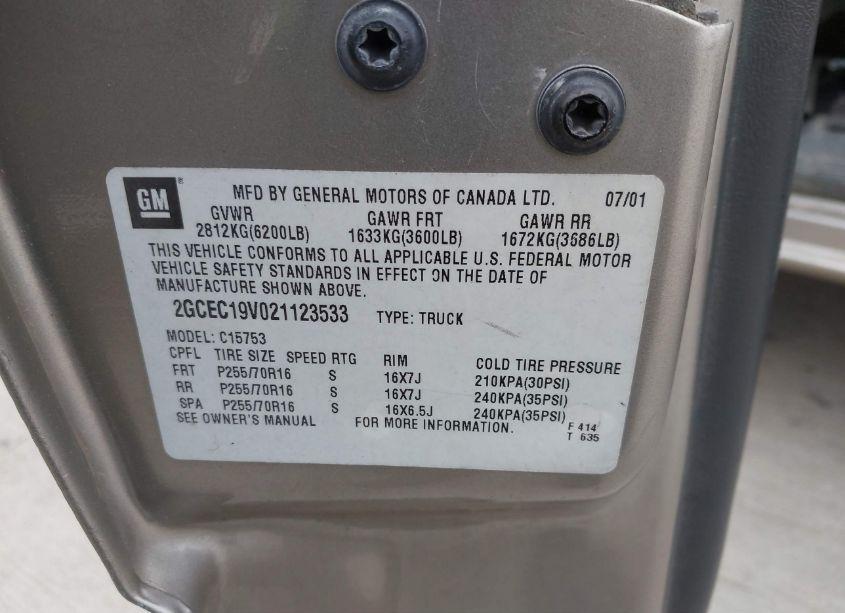 GM ® MFD BY GENERAL MOTORS OF CANADA LTD. 07/01
GVWR GAWR FRT GAWR RR
2812KG(6200LB) 1633KG(3600LB) 1672KG(3686LB)
THIS VEHICLE CONFORMS TO ALL APPLICABLE U.S. FEDERAL MOTOR
VEHICLE SAFETY STANDARDS IN EFFECT ON THE DATE OF
MANUFACTURE SHOWN ABOVE.
2GCEC19V021123533 TYPE: TRUCK
MODEL: C15753
CPFL TIRE SIZE SPEED RTG RIM COLD TIRE PRESSURE
FRT P255/70R16 S 16X7J 210KPA(30PSI)
RR P255/70R16 S 16X7J 240KPA(35PSI)
SPA P255/70R16 S 16X6.5J 240KPA(35PSI)
SEE OWNER'S MANUAL FOR MORE INFORMATION. F 414
T 635